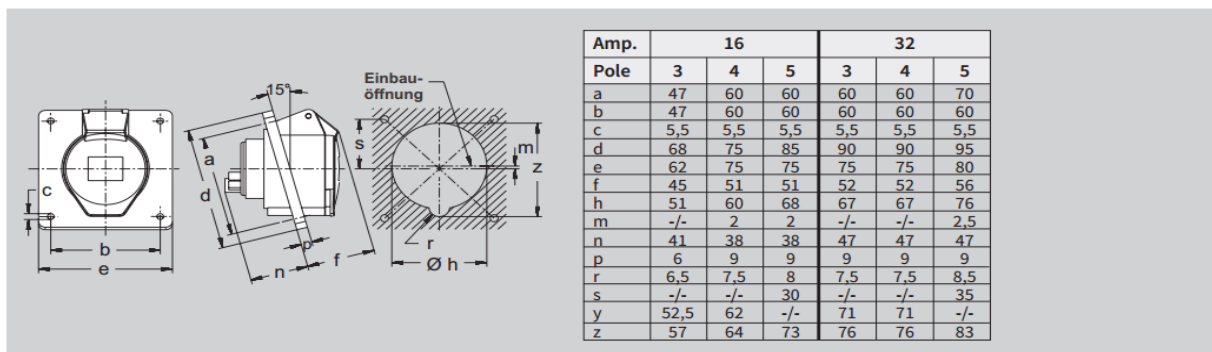 15°
Einbau-
öffnung
s
m
z
a
d
c
b
e
p
n
f
r
Ø h
Amp. 16 32
Pole 3 4 5 3 4 5
a 47 60 60 60 60 70
b 47 60 60 60 60 60
c 5,5 5,5 5,5 5,5 5,5 5,5
d 68 75 85 90 90 95
e 62 75 75 75 75 80
f 45 51 51 52 52 56
h 51 60 68 67 67 76
m -/- 2 2 -/- -/- 2,5
n 41 38 38 47 47 47
p 6 9 9 9 9 9
r 6,5 7,5 8 7,5 7,5 8,5
s -/- -/- 30 -/- -/- 35
y 52,5 62 -/- 71 71 -/-
z 57 64 73 76 76 83